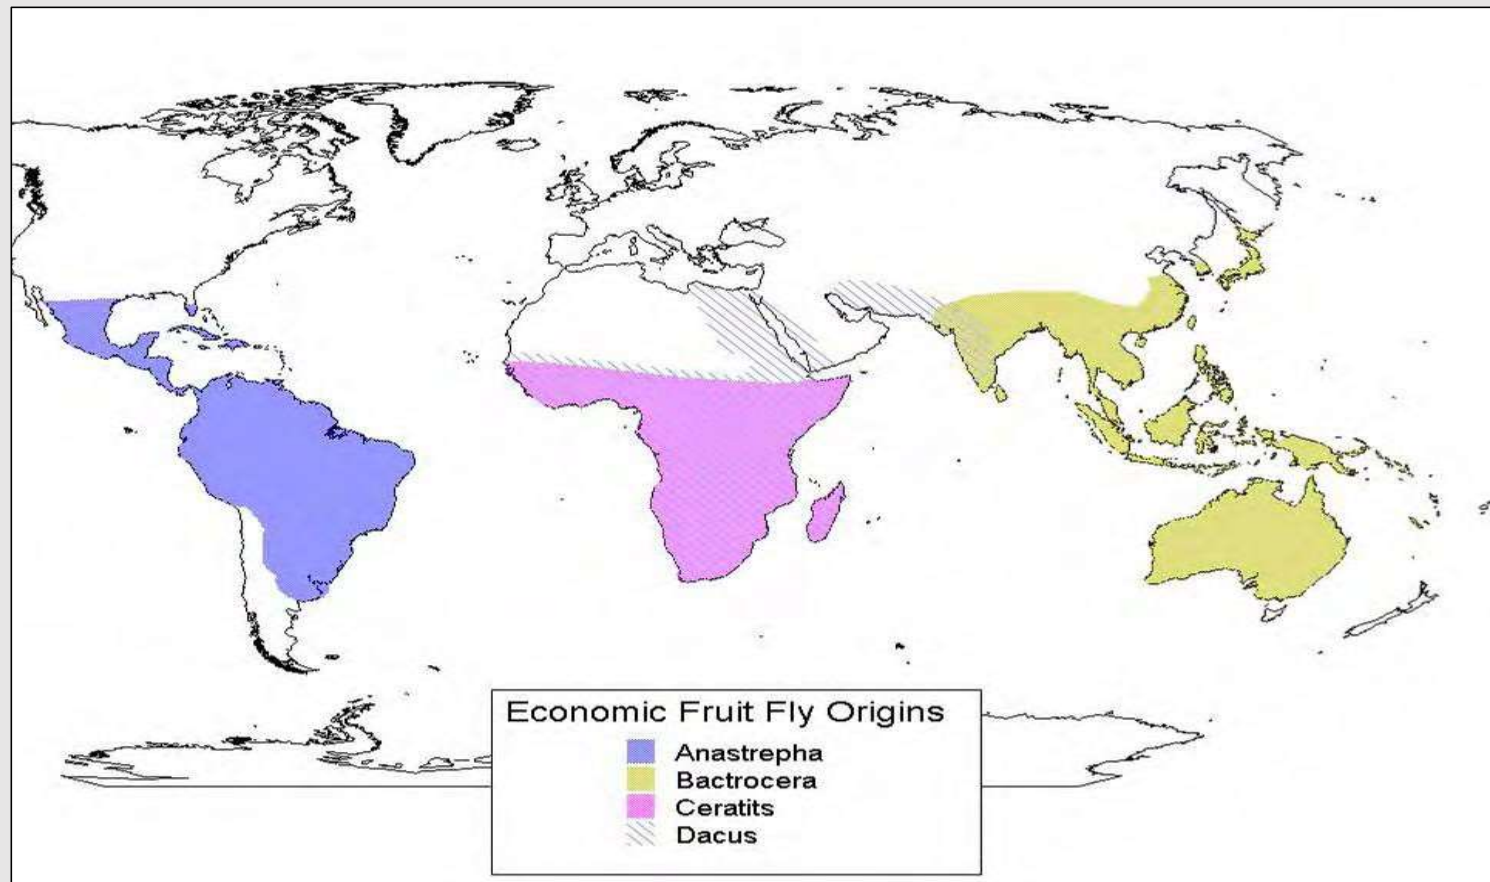 Economic Fruit Fly Origins
Anastrepha
Bactrocera
Ceratits
Dacus